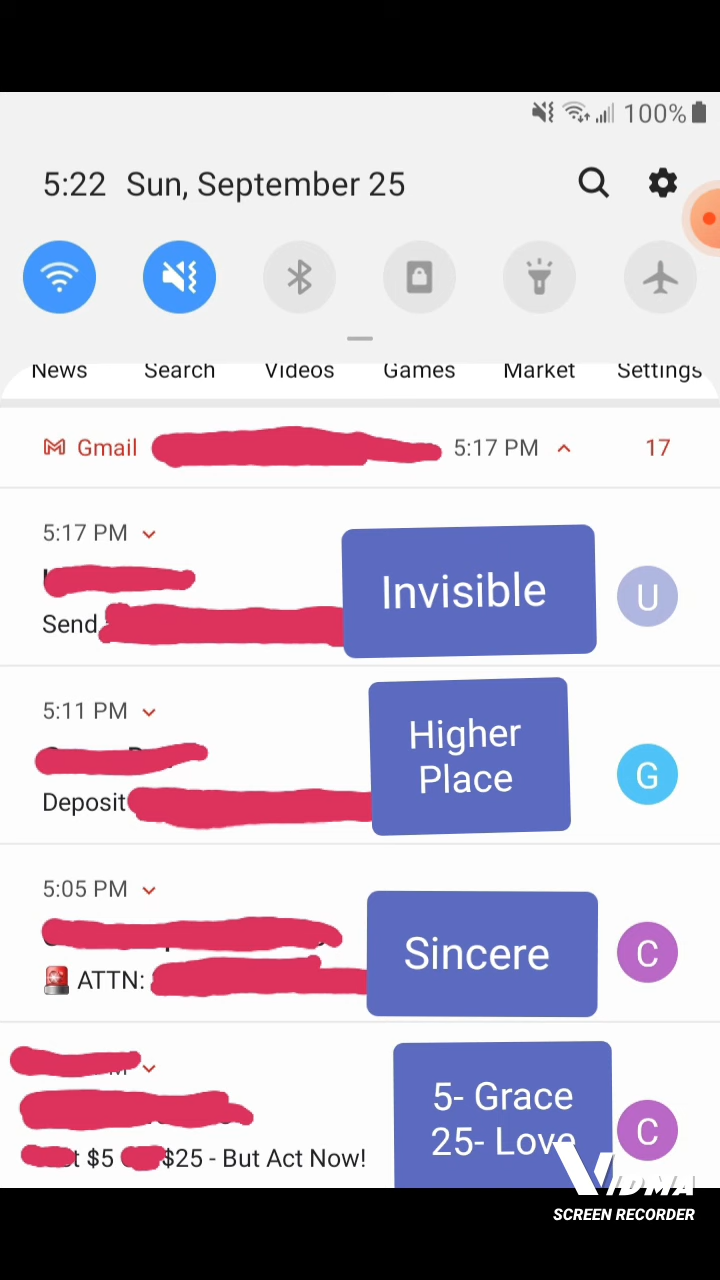 100%
5:22 Sun, September 25
News Search Videos Games Market Settings
Gmail 5:17 PM 17
5:17 PM
Invisible
U
Send
5:11 PM
Higher
Place
G
Deposit
5:05 PM
Sincere
C
🚨 ATTN:
5- Grace
25- Love
C
$5 $25 - But Act Now!
VIDMA
SCREEN RECORDER